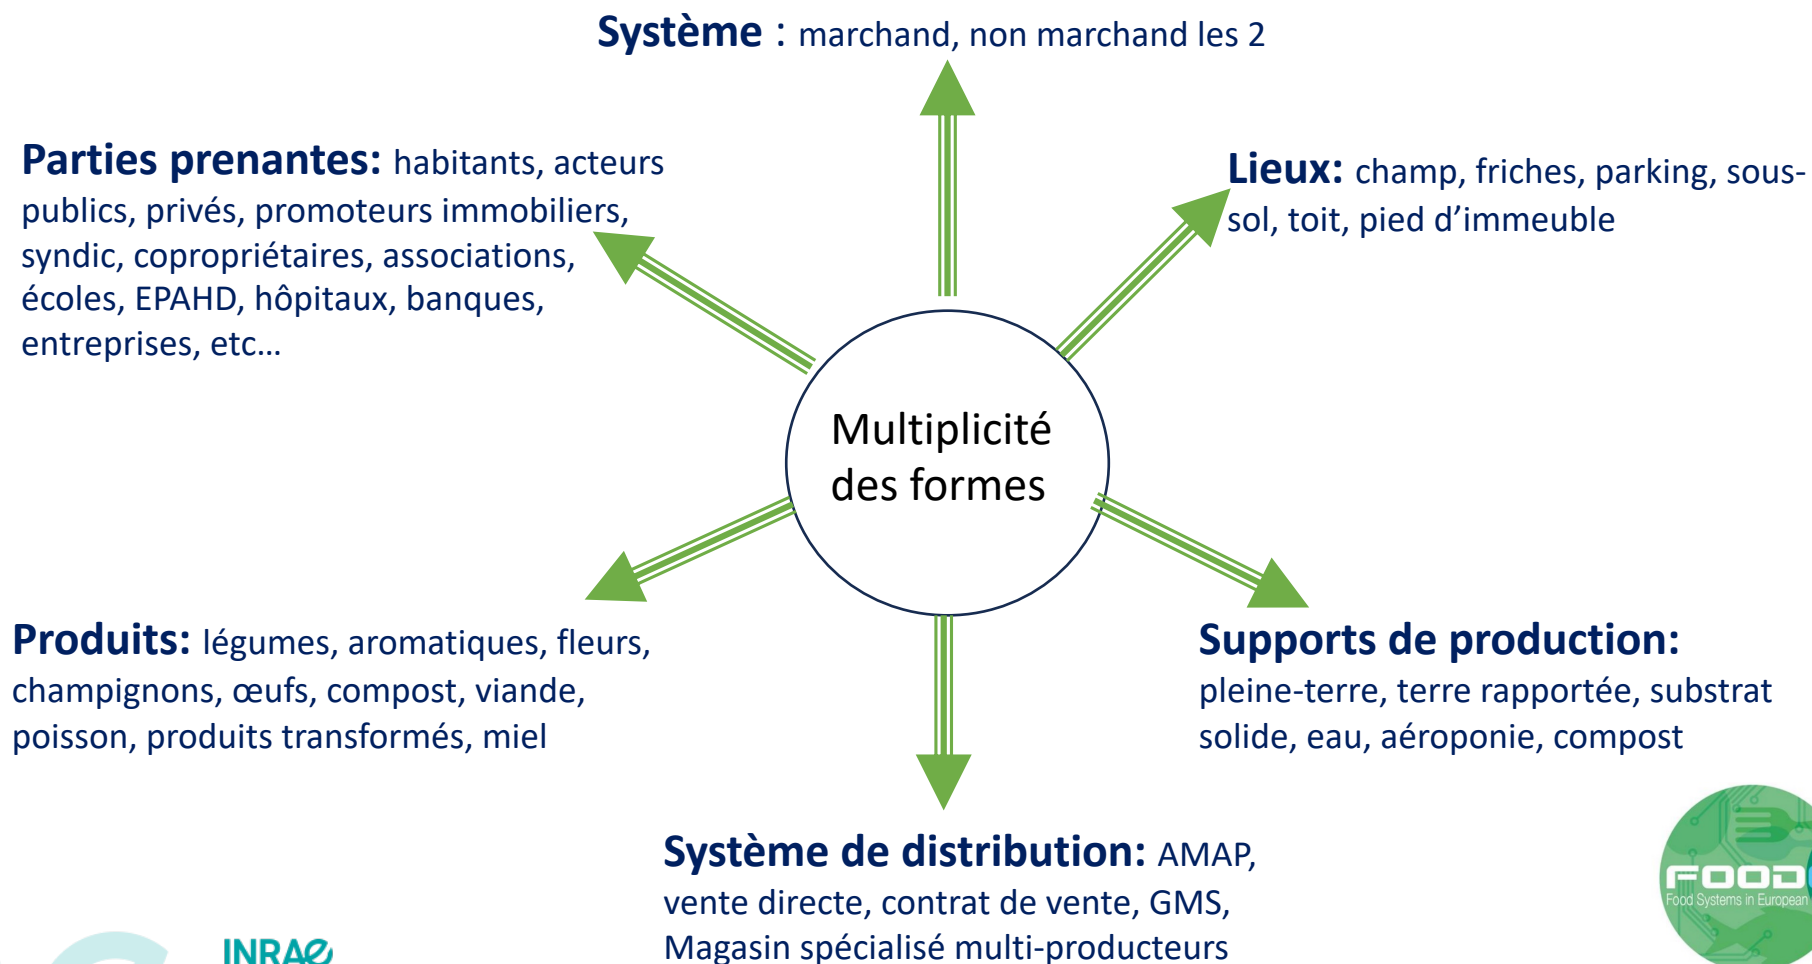 Système : marchand, non marchand les 2
Parties prenantes: habitants, acteurs
publics, privés, promoteurs immobiliers,
syndic, copropriétaires, associations,
écoles, EPAHD, hôpitaux, banques,
entreprises, etc…
Lieux: champ, friches, parking, sous-
sol, toit, pied d’immeuble
Multiplicité
des formes
Produits: légumes, aromatiques, fleurs,
champignons, œufs, compost, viande,
poisson, produits transformés, miel
Supports de production:
pleine-terre, terre rapportée, substrat
solide, eau, aéroponie, compost
Système de distribution: AMAP,
vente directe, contrat de vente, GMS,
Magasin spécialisé multi-producteurs
FOOD
Food Systems in European
INRAE